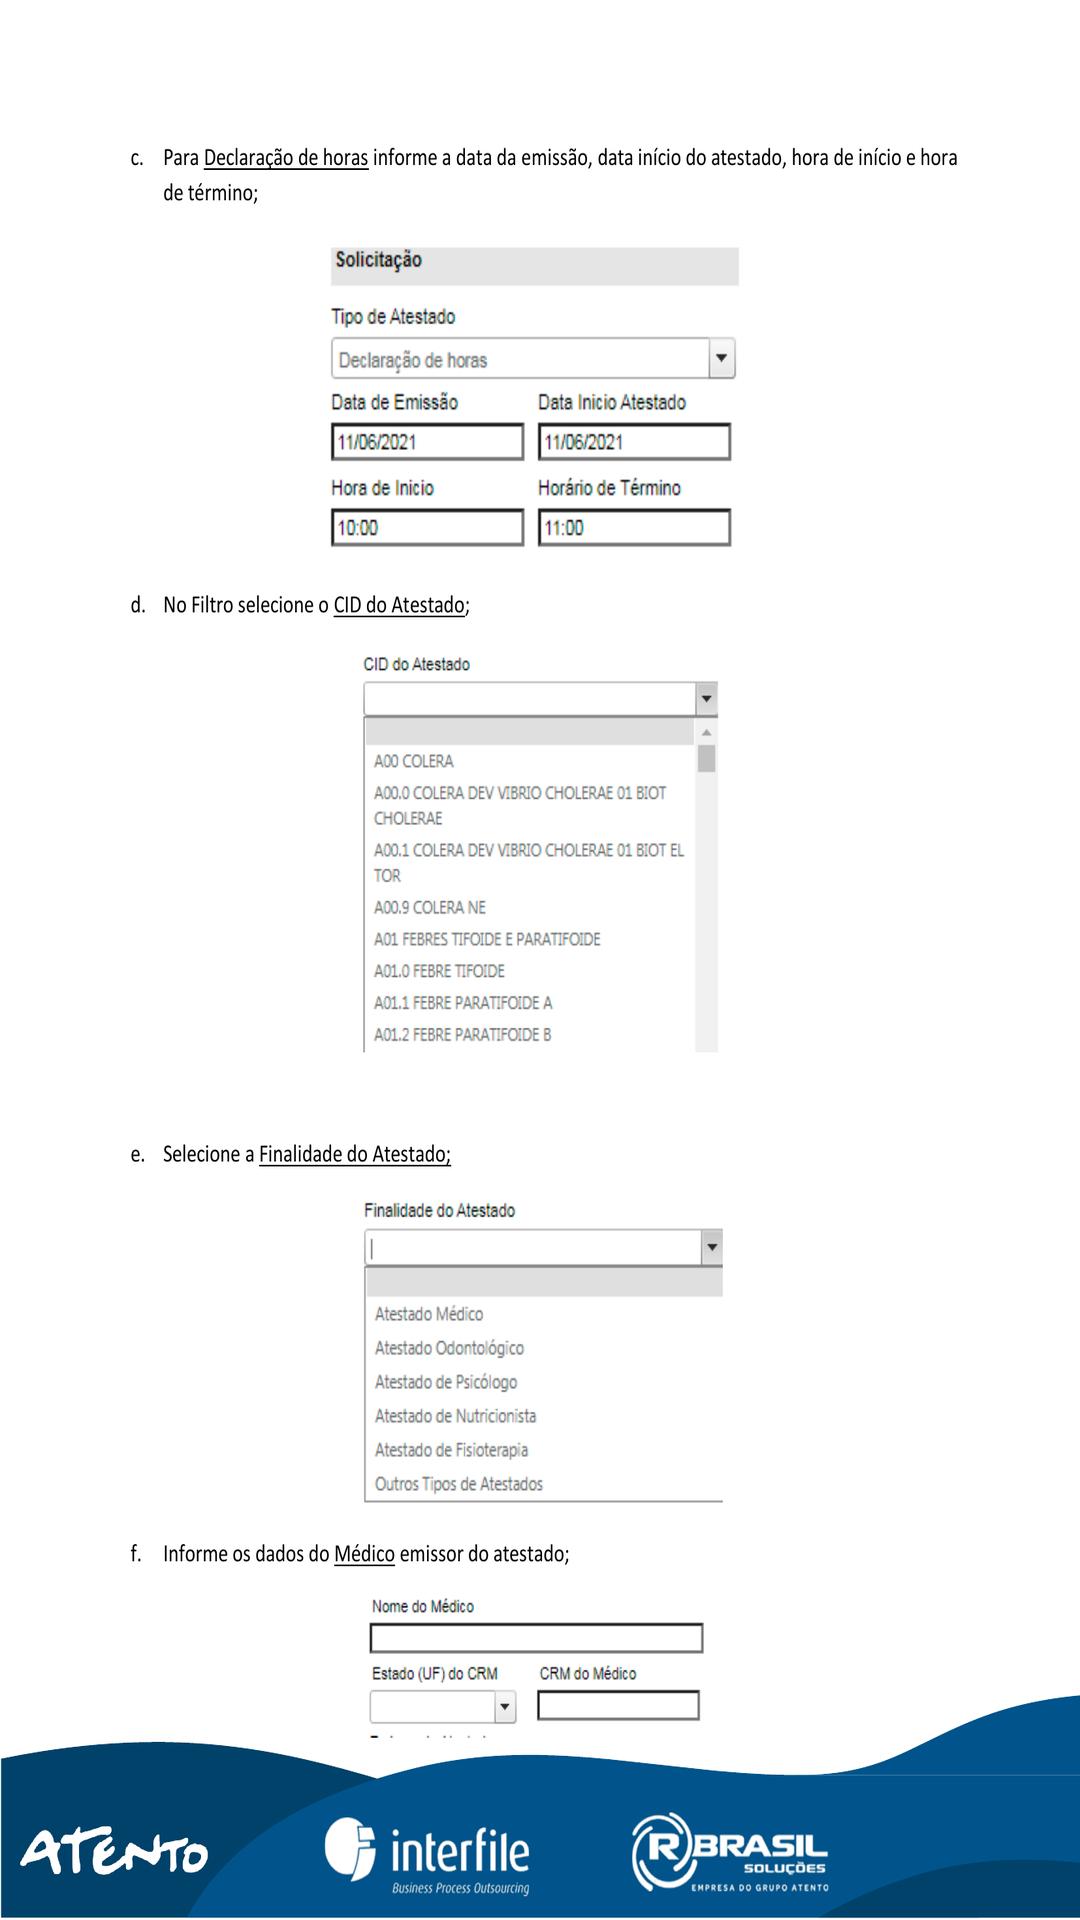 c. Para Declaração de horas informe a data da emissão, data início do atestado, hora de início e hora
de término;
Solicitação
Tipo de Atestado
Declaração de horas
Data de Emissão Data Inicio Atestado
11/06/2021 11/06/2021
Hora de Inicio Horário de Término
10:00 11:00
d. No Filtro selecione o CID do Atestado;
CID do Atestado
A00 COLERA
A00.0 COLERA DEV VIBRIO CHOLERAE 01 BIOT
CHOLERAE
A00.1 COLERA DEV VIBRIO CHOLERAE 01 BIOT EL
TOR
A00.9 COLERA NE
A01 FEBRES TIFOIDE E PARATIFOIDE
A01.0 FEBRE TIFOIDE
A01.1 FEBRE PARATIFOIDE A
A01.2 FEBRE PARATIFOIDE B
e. Selecione a Finalidade do Atestado;
Finalidade do Atestado
Atestado Médico
Atestado Odontológico
Atestado de Psicólogo
Atestado de Nutricionista
Atestado de Fisioterapia
Outros Tipos de Atestados
f. Informe os dados do Médico emissor do atestado;
Nome do Médico
Estado (UF) do CRM CRM do Médico
ATENTO
interfile
Business Process Outsourcing
R BRASIL
SOLUÇÕES
EMPRESA DO GRUPO ATENTO